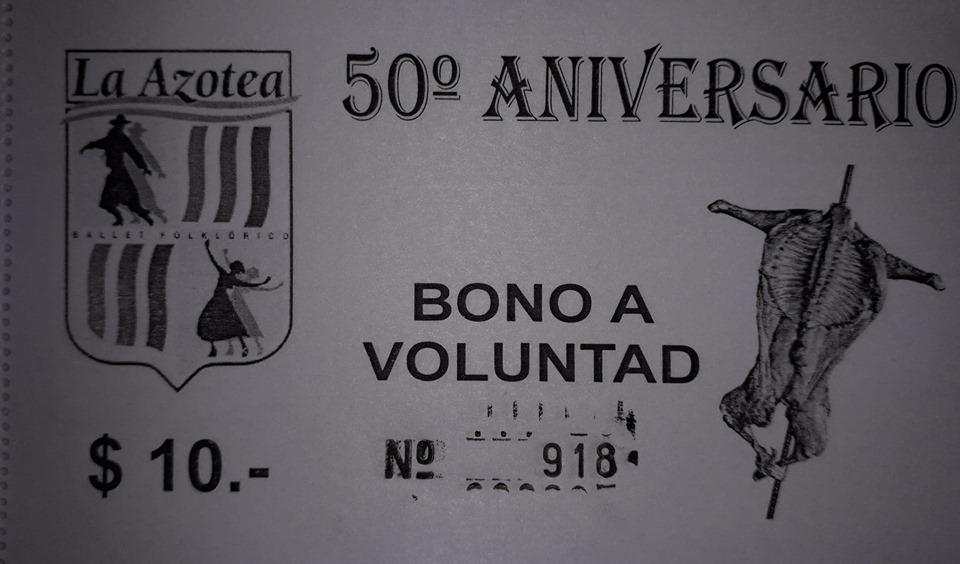 La Azotea
BALLET FOLKLÓRICO
50º ANIVERSARIO
BONO A
VOLUNTAD
$ 10.-
Nº 918